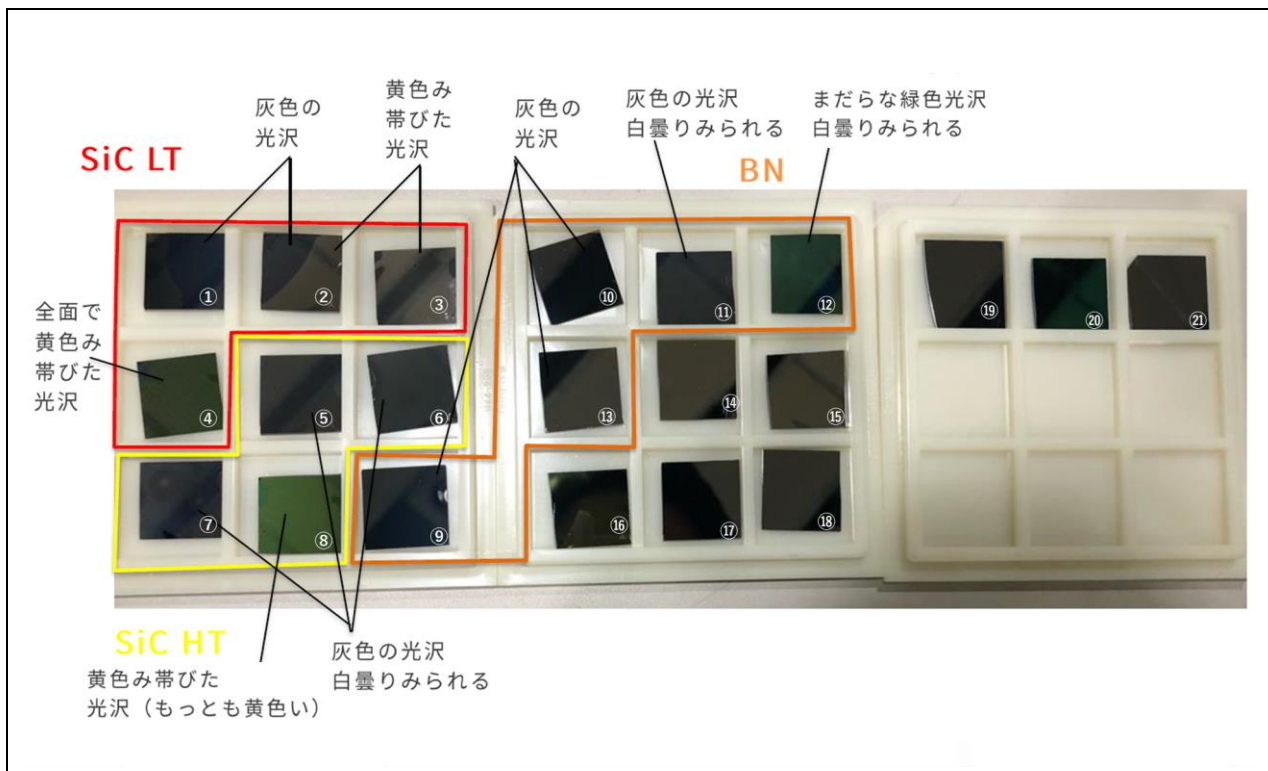 灰色の
光沢
黄色み
帯びた
光沢
灰色の
光沢
灰色の光沢
白曇りみられる
まだらな緑色光沢
白曇りみられる
SiC LT
BN
全面で
黄色み
帯びた
光沢
①
②
③
④
⑤
⑥
⑦
⑧
⑨
⑩
⑪
⑫
⑬
⑭
⑮
⑯
⑰
⑱
⑲
⑳
㉑
SiC HT
黄色み帯びた
光沢（もっとも黄色い）
灰色の光沢
白曇りみられる